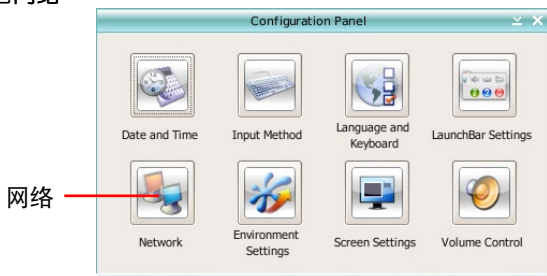 Configuration Panel
Date and Time
Input Method
Language and
Keyboard
LaunchBar Settings
网络
Network
Environment
Settings
Screen Settings
Volume Control